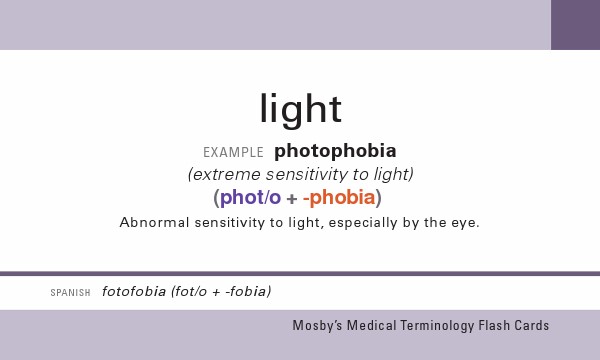 light
EXAMPLE photophobia
(extreme sensitivity to light)
(phot/o + -phobia)
Abnormal sensitivity to light, especially by the eye.
SPANISH fotofobia (fot/o + -fobia)
Mosby's Medical Terminology Flash Cards